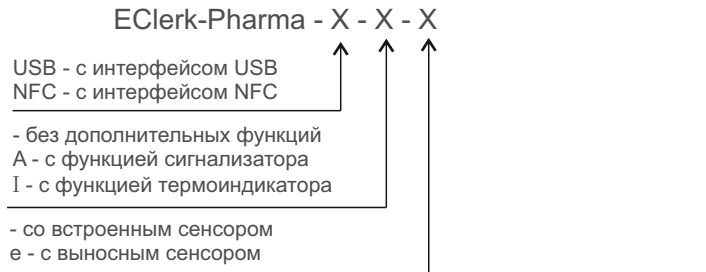 EClerk-Pharma - X - X - X
USB - с интерфейсом USB
NFC - с интерфейсом NFC
- без дополнительных функций
А - с функцией сигнализатора
I - с функцией термоиндикатора
- со встроенным сенсором
е - с выносным сенсором